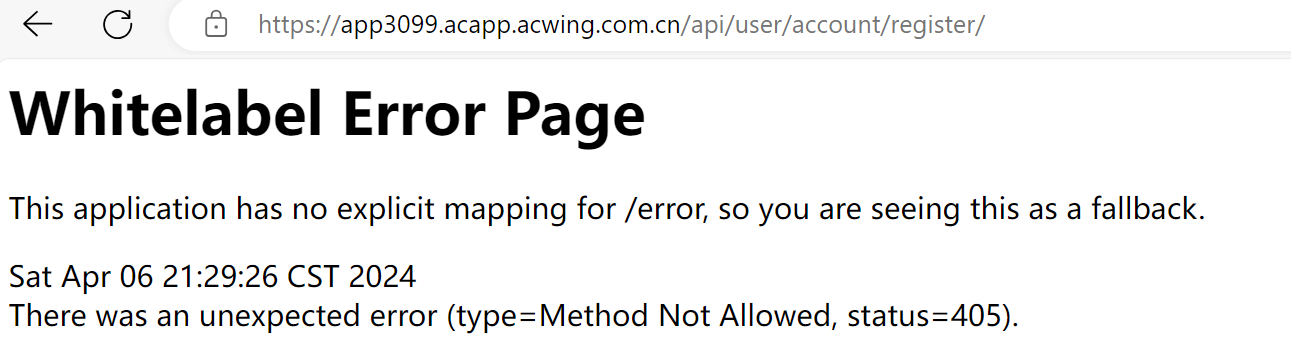 https://app3099.acapp.acwing.com.cn/api/user/account/register/
Whitelabel Error Page
This application has no explicit mapping for /error, so you are seeing this as a fallback.
Sat Apr 06 21:29:26 CST 2024
There was an unexpected error (type=Method Not Allowed, status=405).